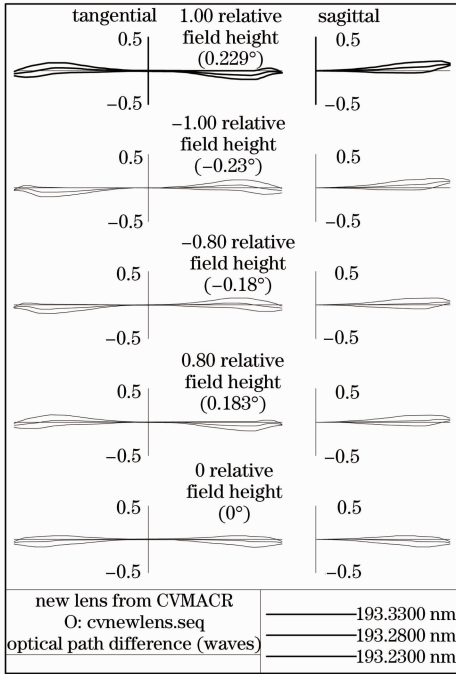 tangential
1.00 relative
field height
(0.229°)
sagittal
0.5
−0.5
0.5
−0.5
−1.00 relative
field height
(−0.23°)
0.5
−0.5
0.5
−0.5
−0.80 relative
field height
(−0.18°)
0.5
−0.5
0.5
−0.5
0.80 relative
field height
(0.183°)
0.5
−0.5
0.5
−0.5
0 relative
field height
(0°)
0.5
−0.5
0.5
−0.5
new lens from CVMACR
O: cvnewlens.seq
optical path difference (waves)
193.3300 nm
193.2800 nm
193.2300 nm